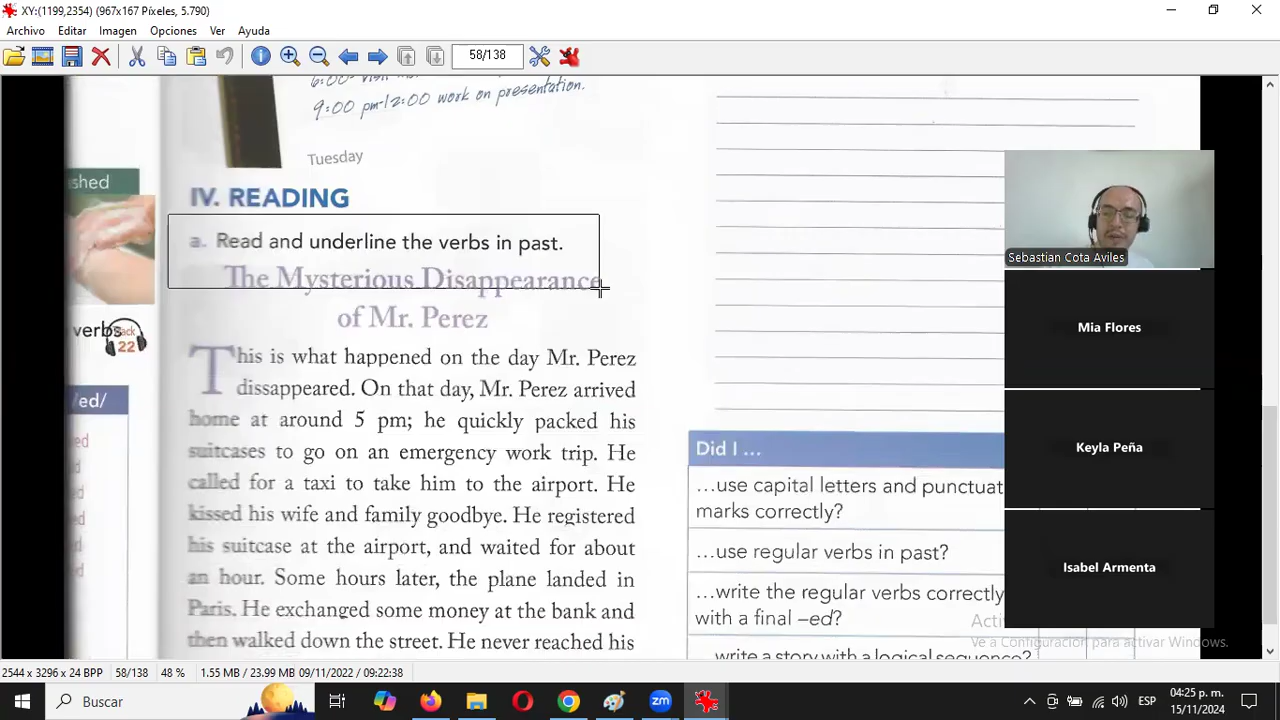 XY:(1199,2354) (967x167 Píxeles, 5.790)
Archivo Editar Imagen Opciones Ver Ayuda
58/138
9:00 pm-12:00 work on presentation.
Tuesday
shed
IV. READING
a. Read and underline the verbs in past.
The Mysterious Disappearance
of Mr. Perez
verbs
22
/ed/
This is what happened on the day Mr. Perez
dissappeared. On that day, Mr. Perez arrived
home at around 5 pm; he quickly packed his
suitcases to go on an emergency work trip. He
called for a taxi to take him to the airport. He
kissed his wife and family goodbye. He registered
his suitcase at the airport, and waited for about
an hour. Some hours later, the plane landed in
Paris. He exchanged some money at the bank and
then walked down the street. He never reached his
Did I ...
...use capital letters and punctuat
marks correctly?
...use regular verbs in past?
...write the regular verbs correctly
with a final –ed?
...write a story with a logical sequence?
Sebastian Cota Aviles
Mia Flores
Keyla Peña
Isabel Armenta
Acti
Ve a Configuración para activar Windows.
2544 x 3296 x 24 BPP 58/138 48 % 1.55 MB / 23.99 MB 09/11/2022 / 09:22:38
Buscar
zm
ESP
04:25 p. m.
15/11/2024